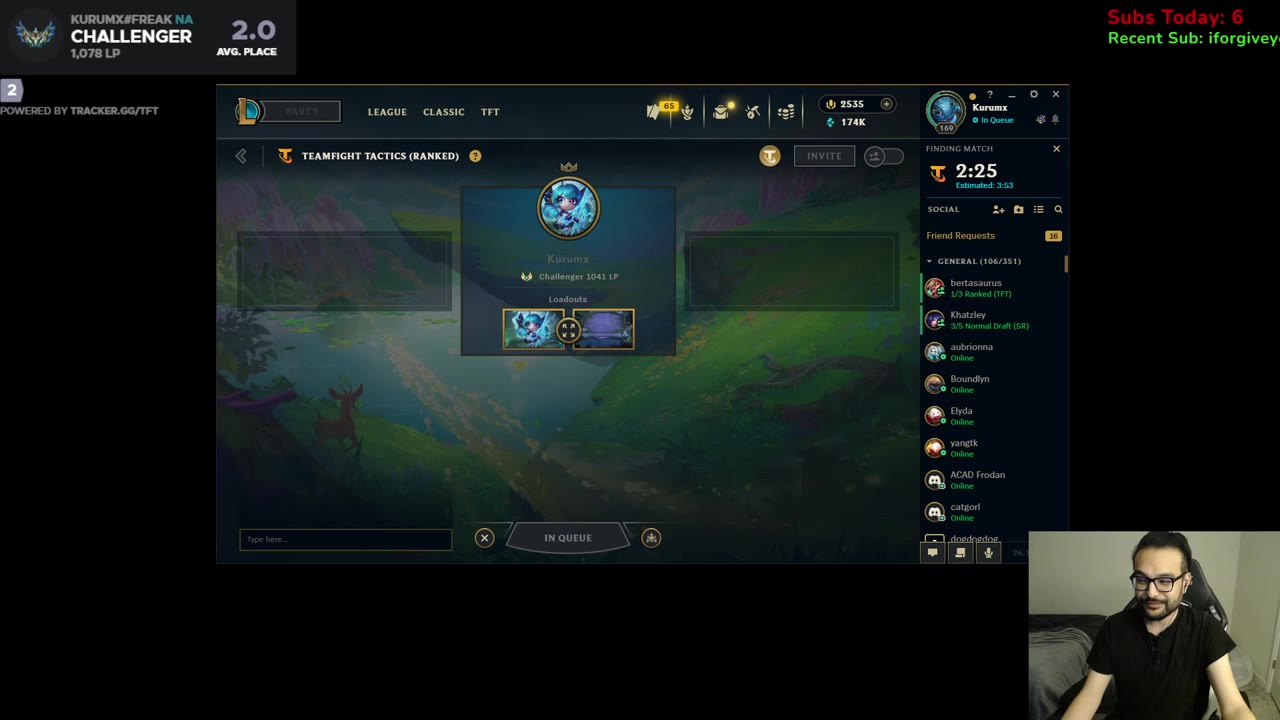 KURUMX#FREAK NA
CHALLENGER
1,078 LP
2.0
AVG. PLACE
2
POWERED BY TRACKER.GG/TFT
Subs Today: 6
Recent Sub: iforgivey
PARTY
LEAGUE
CLASSIC
TFT
65
2535
174K
169
Kurumx
In Queue
TEAMFIGHT TACTICS (RANKED)
INVITE
FINDING MATCH
2:25
Estimated: 3:53
SOCIAL
Friend Requests
16
GENERAL (106/351)
bertasaurus
1/3 Ranked (TFT)
Khatzley
3/5 Normal Draft (SR)
aubrionna
Online
Boundlyn
Online
Elyda
Online
yangtk
Online
ACAD Frodan
Online
catgorl
Online
dogdogdog
Kurumx
Challenger 1041 LP
Loadouts
Type here...
IN QUEUE